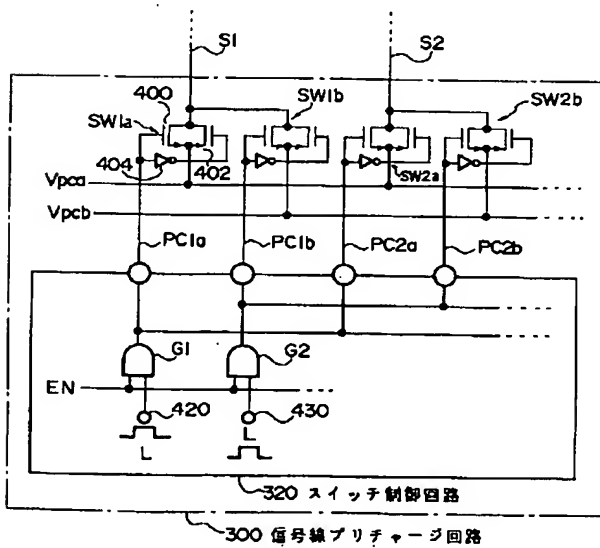 S1 S2
400 SW1b SW2b
SW1a
402
404 SW2a
Vpca
Vpcb
PC1a PC1b PC2a PC2b
G1 G2
EN
420 430
L L
320 スイッチ制御回路
300 信号線プリチャージ回路